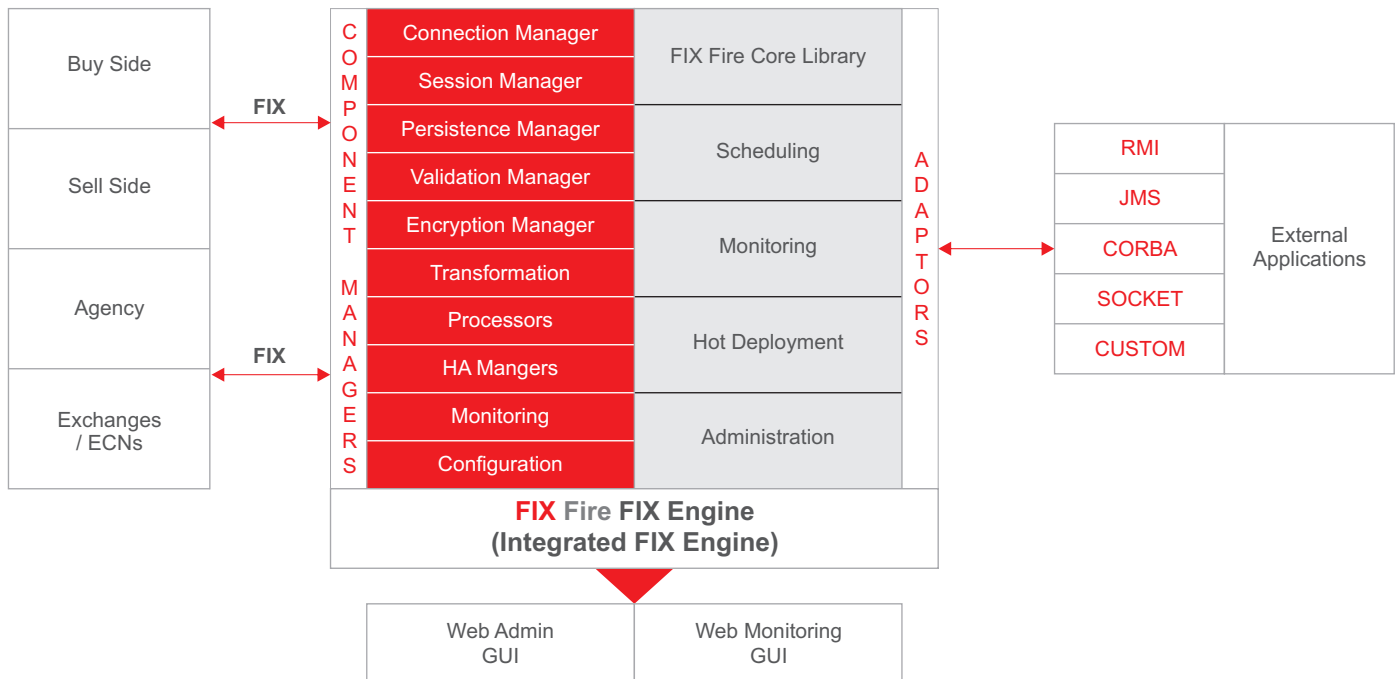 Buy Side
Sell Side
Agency
Exchanges
/ ECNs
FIX
FIX
COMPONENT MANAGERS
Connection Manager
Session Manager
Persistence Manager
Validation Manager
Encryption Manager
Transformation
Processors
HA Mangers
Monitoring
Configuration
FIX Fire Core Library
Scheduling
Monitoring
Hot Deployment
Administration
ADAPTORS
RMI
JMS
CORBA
SOCKET
CUSTOM
External
Applications
FIX Fire FIX Engine
(Integrated FIX Engine)
Web Admin
GUI
Web Monitoring
GUI